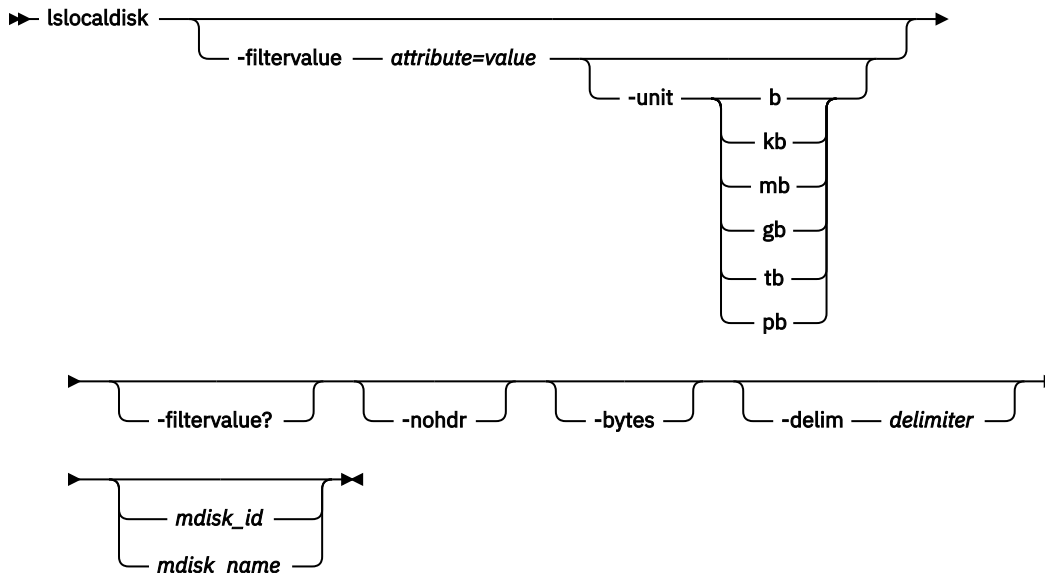 lslocaldisk
-filtervalue attribute=value
-unit b
kb
mb
gb
tb
pb
-filtervalue? -nohdr -bytes -delim delimiter
mdisk_id
mdisk_name